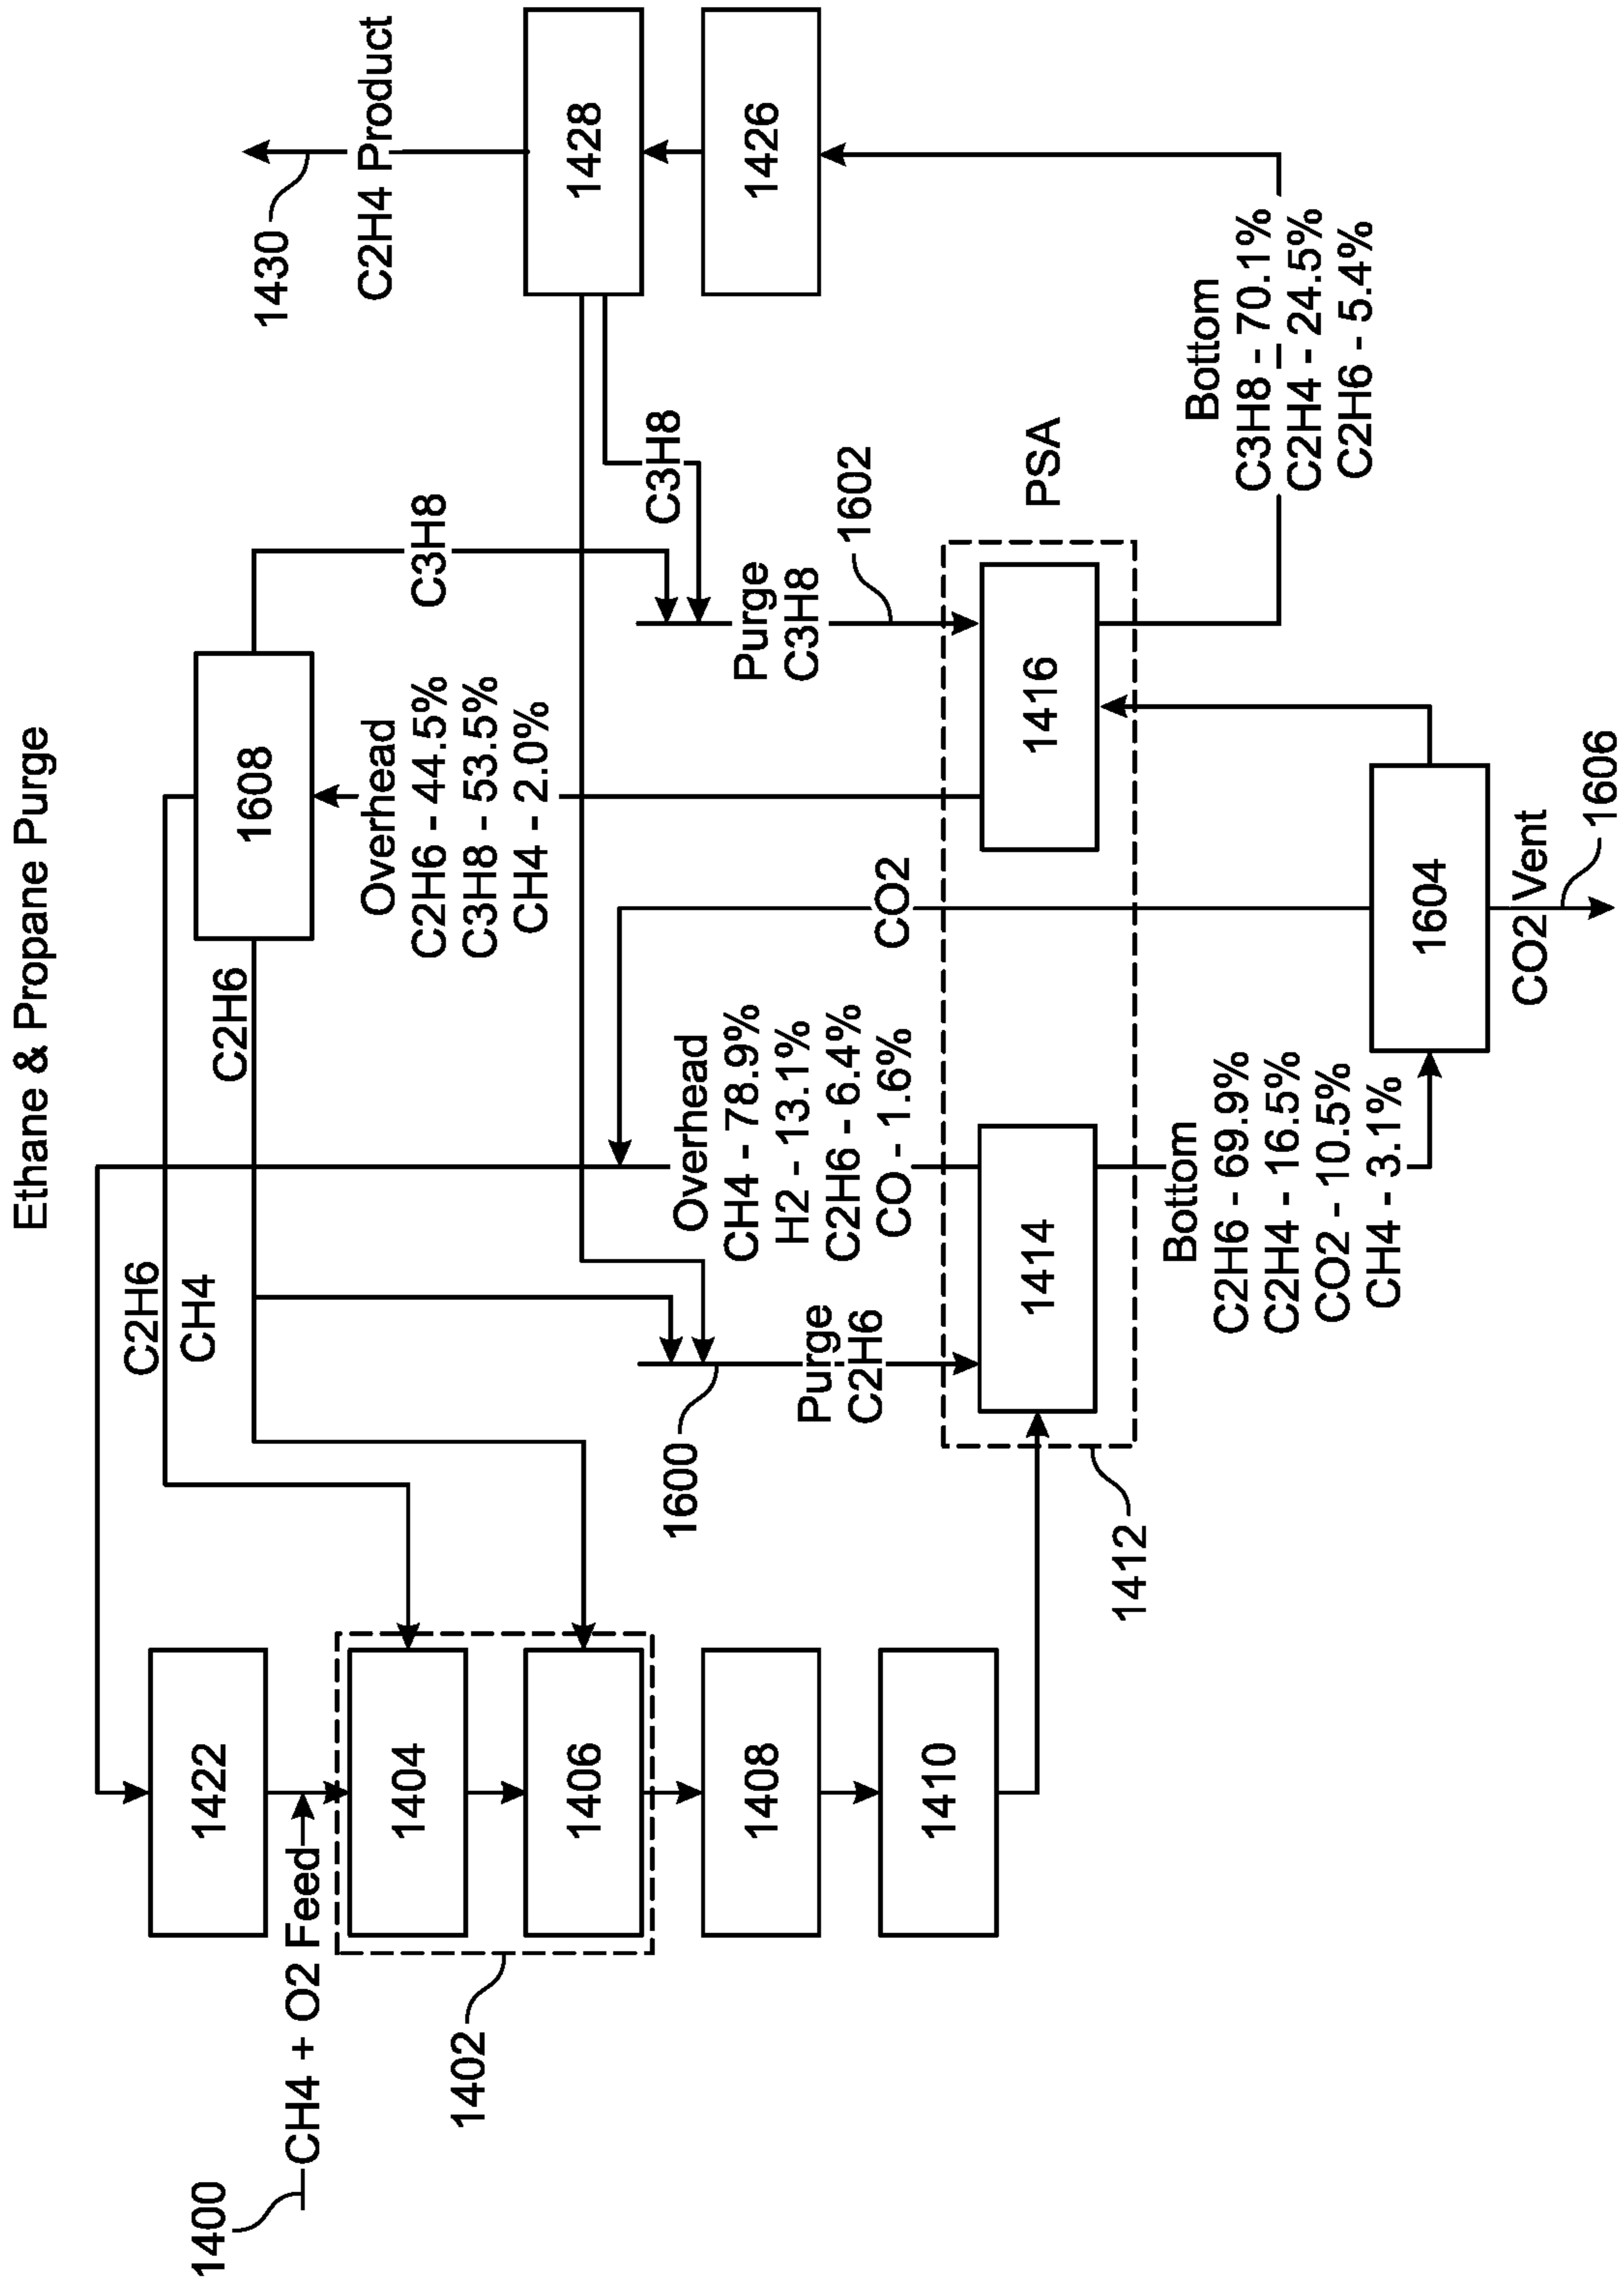 Ethane & Propane Purge
C2H6
CH4
C2H6
1608
C3H8
1430
C2H4 Product
1422
1400
CH4 + O2 Feed
1404
1406
1402
1408
1410
Overhead
C2H6 - 44.5%
C3H8 - 53.5%
CH4 - 2.0%
C3H8
1428
1426
1600
Purge
C2H6
Overhead
CH4 - 78.9%
H2 - 13.1%
C2H6 - 6.4%
CO - 1.6%
CO2
Purge
C3H8
1602
PSA
1414
1416
1412
Bottom
C2H6 - 69.9%
C2H4 - 16.5%
CO2 - 10.5%
CH4 - 3.1%
1604
CO2 Vent
1606
Bottom
C3H8 - 70.1%
C2H4 - 24.5%
C2H6 - 5.4%